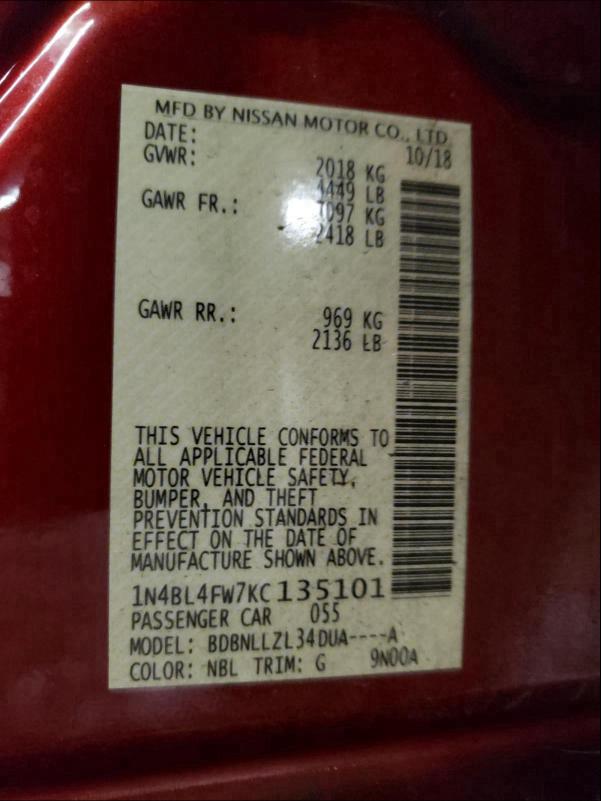 MFD BY NISSAN MOTOR CO., LTD.
DATE: 10/18
GVWR: 2018 KG
4449 LB
GAWR FR.: 1097 KG
2418 LB
GAWR RR.: 969 KG
2136 LB
THIS VEHICLE CONFORMS TO
ALL APPLICABLE FEDERAL
MOTOR VEHICLE SAFETY,
BUMPER, AND THEFT
PREVENTION STANDARDS IN
EFFECT ON THE DATE OF
MANUFACTURE SHOWN ABOVE.
1N4BL4FW7KC135101
PASSENGER CAR 055
MODEL: BDBNLLZL34DUA----A
COLOR: NBL TRIM: G 9N00A